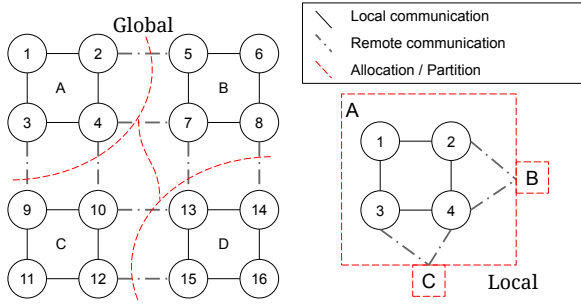 Global
1 2 5 6
A B
3 4 7 8
9 10 13 14
C D
11 12 15 16
Local communication
Remote communication
Allocation / Partition
A
1 2
B
3 4
C
Local